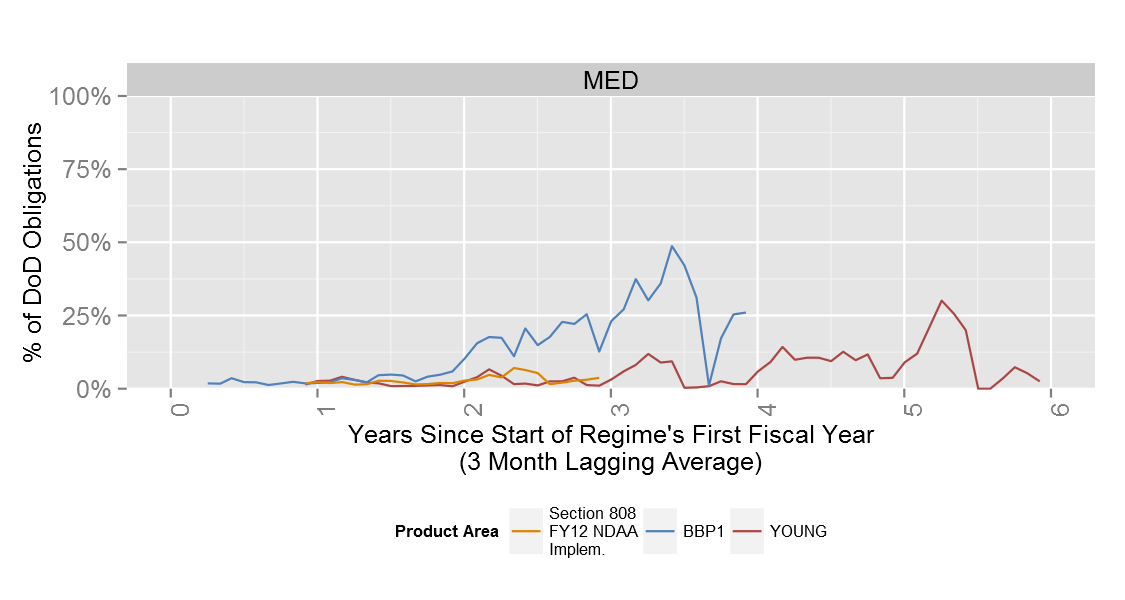 MED
100%
75%
50%
25%
0%
% of DoD Obligations
0
1
2
3
4
5
6
Years Since Start of Regime's First Fiscal Year
(3 Month Lagging Average)
Product Area
Section 808
FY12 NDAA
Implem.
BBP1
YOUNG